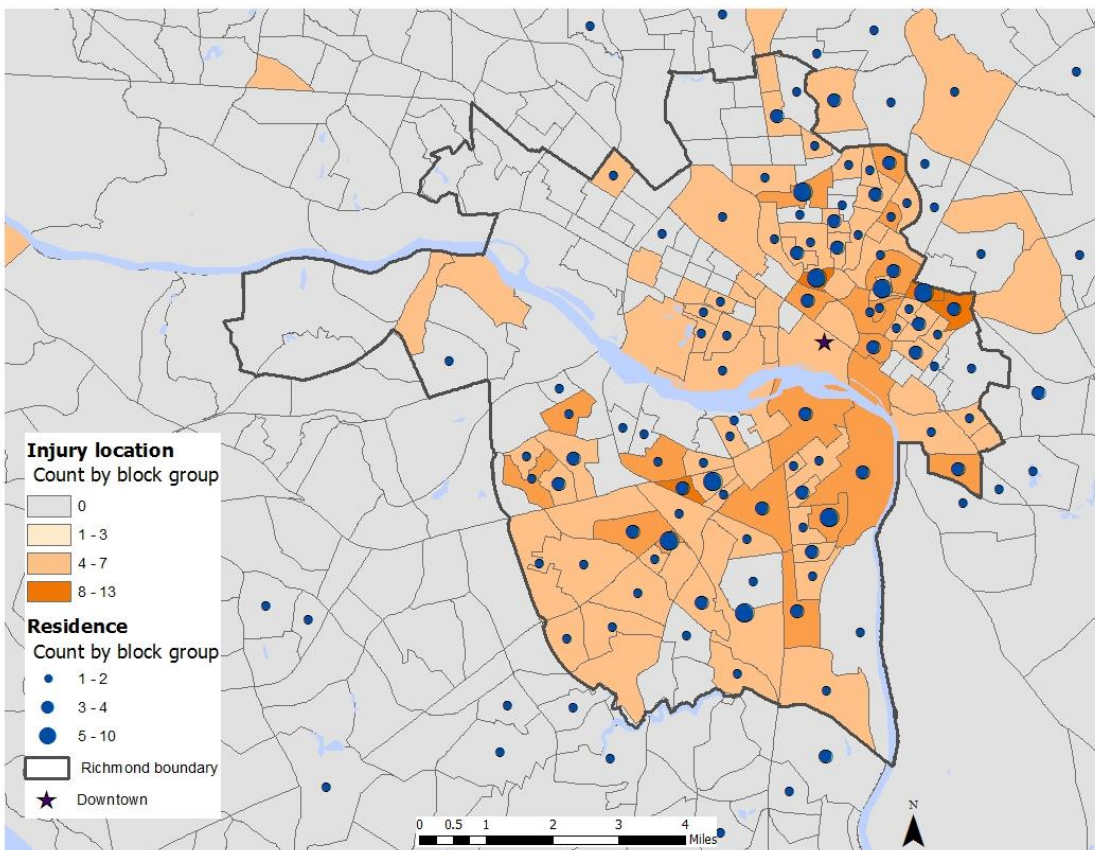 Injury location
Count by block group
0
1 - 3
4 - 7
8 - 13
Residence
Count by block group
1 - 2
3 - 4
5 - 10
Richmond boundary
Downtown
0 0.5 1 2 3 4
Miles
N